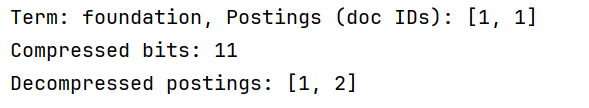 Term: foundation, Postings (doc IDs): [1, 1]
Compressed bits: 11
Decompressed postings: [1, 2]